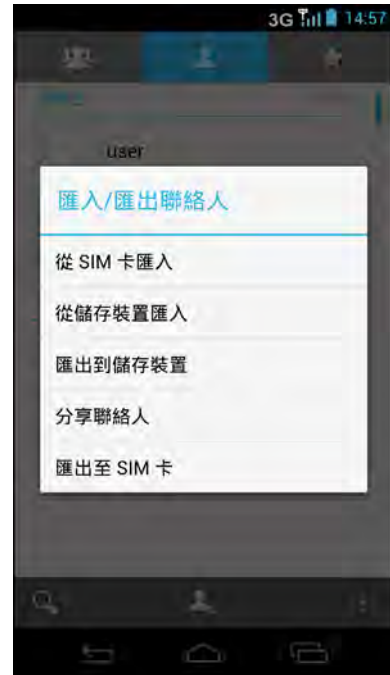 3G 14:57
user
匯入/匯出聯絡人
從 SIM 卡匯入
從儲存裝置匯入
匯出到儲存裝置
分享聯絡人
匯出至 SIM 卡